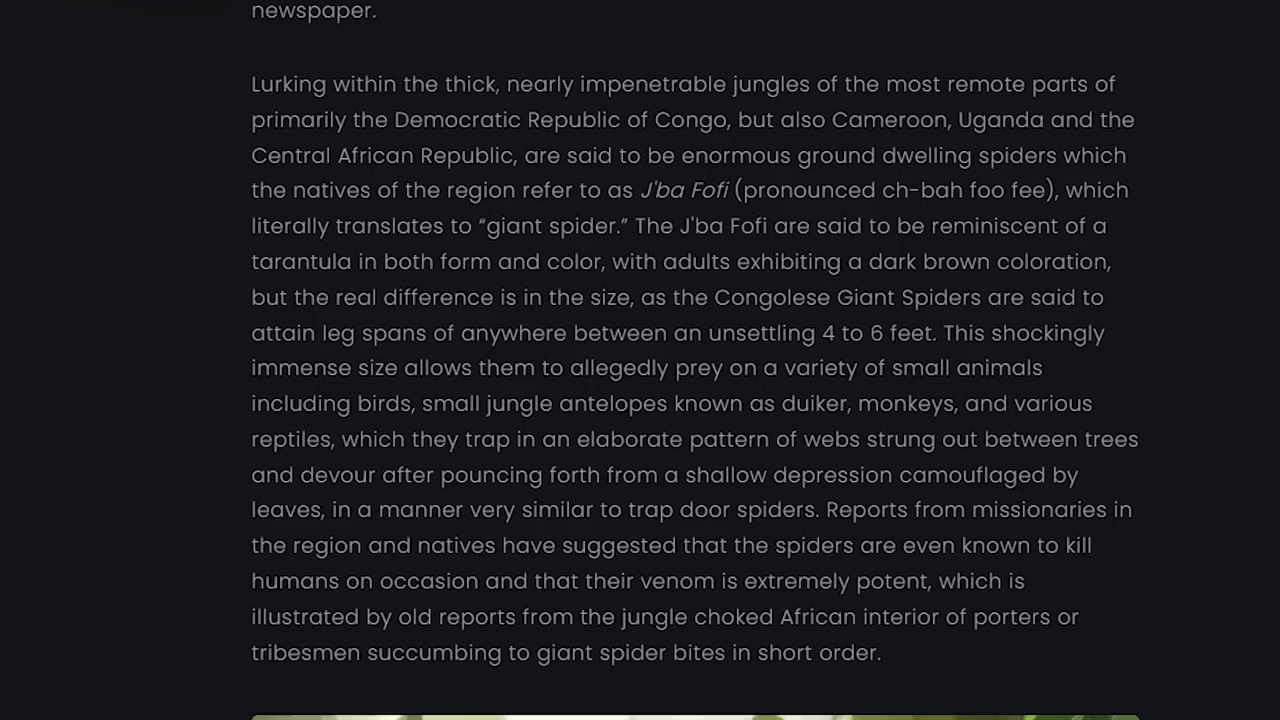 newspaper.
Lurking within the thick, nearly impenetrable jungles of the most remote parts of
primarily the Democratic Republic of Congo, but also Cameroon, Uganda and the
Central African Republic, are said to be enormous ground dwelling spiders which
the natives of the region refer to as J'ba Fofi (pronounced ch-bah foo fee), which
literally translates to “giant spider.” The J'ba Fofi are said to be reminiscent of a
tarantula in both form and color, with adults exhibiting a dark brown coloration,
but the real difference is in the size, as the Congolese Giant Spiders are said to
attain leg spans of anywhere between an unsettling 4 to 6 feet. This shockingly
immense size allows them to allegedly prey on a variety of small animals
including birds, small jungle antelopes known as duiker, monkeys, and various
reptiles, which they trap in an elaborate pattern of webs strung out between trees
and devour after pouncing forth from a shallow depression camouflaged by
leaves, in a manner very similar to trap door spiders. Reports from missionaries in
the region and natives have suggested that the spiders are even known to kill
humans on occasion and that their venom is extremely potent, which is
illustrated by old reports from the jungle choked African interior of porters or
tribesmen succumbing to giant spider bites in short order.